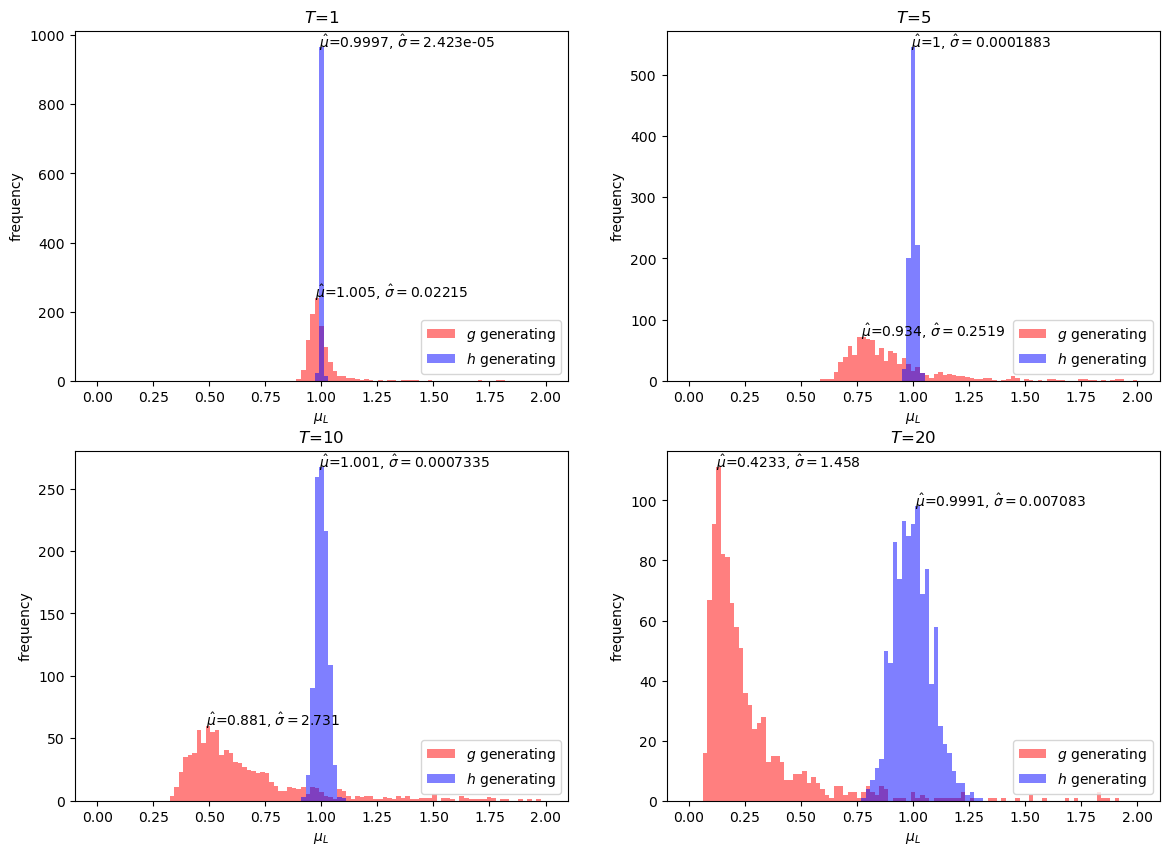 T=1
μ̂=0.9997, σ̂ = 2.423e-05
μ̂=1.005, σ̂ = 0.02215
frequency
1000
800
600
400
200
0
g generating
h generating
0.00 0.25 0.50 0.75 1.00 1.25 1.50 1.75 2.00
μ_L
T=5
μ̂=1, σ̂ = 0.0001883
μ̂=0.934, σ̂ = 0.2519
frequency
500
400
300
200
100
0
g generating
h generating
0.00 0.25 0.50 0.75 1.00 1.25 1.50 1.75 2.00
μ_L
T=10
μ̂=1.001, σ̂ = 0.0007335
μ̂=0.881, σ̂ = 2.731
frequency
250
200
150
100
50
0
g generating
h generating
0.00 0.25 0.50 0.75 1.00 1.25 1.50 1.75 2.00
μ_L
T=20
μ̂=0.4233, σ̂ = 1.458
μ̂=0.9991, σ̂ = 0.007083
frequency
100
80
60
40
20
0
g generating
h generating
0.00 0.25 0.50 0.75 1.00 1.25 1.50 1.75 2.00
μ_L